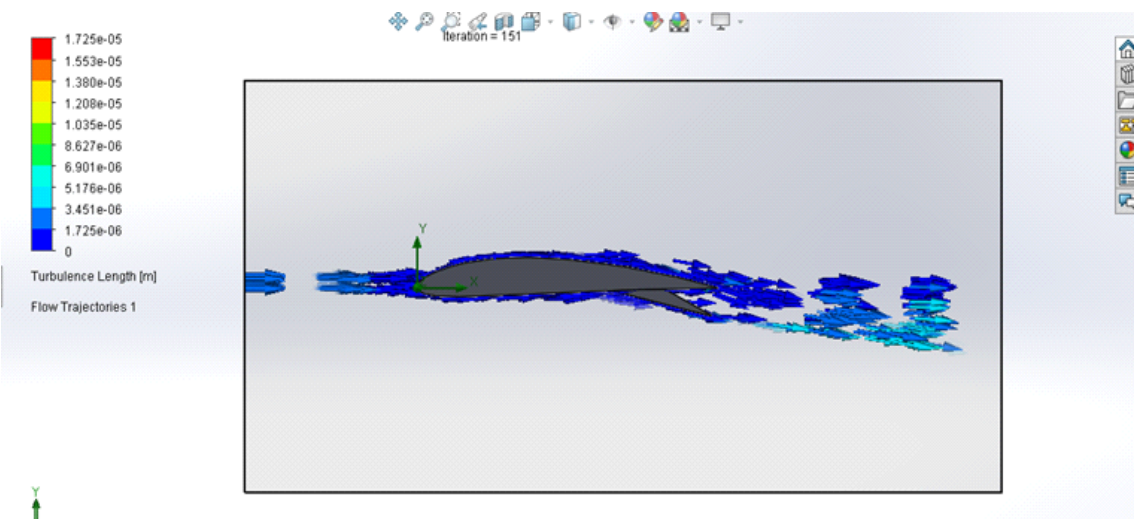 Iteration = 151
1.725e-05
1.553e-05
1.380e-05
1.208e-05
1.035e-05
8.627e-06
6.901e-06
5.176e-06
3.451e-06
1.725e-06
0
Turbulence Length [m]
Flow Trajectories 1
Y
X
Y